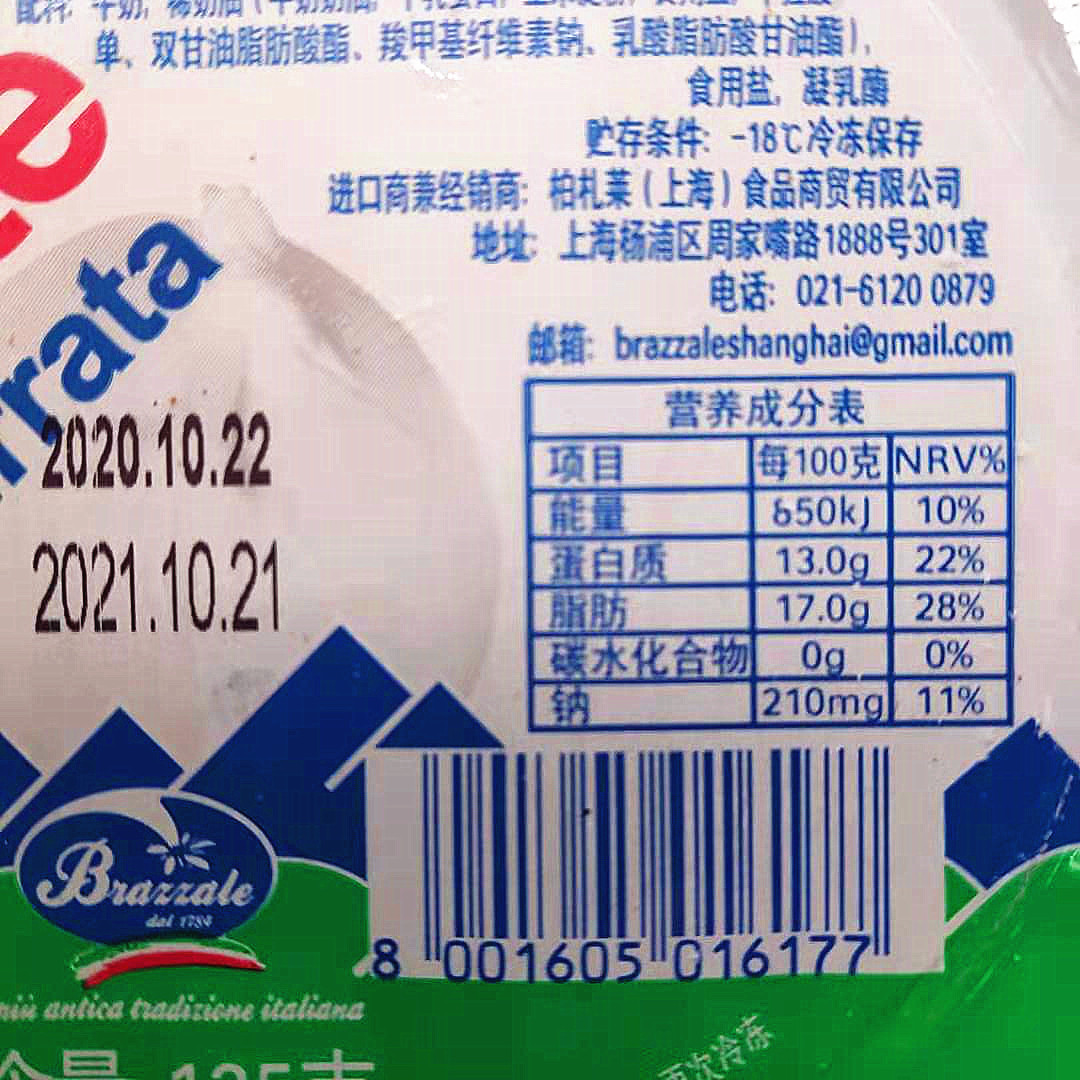 单、双甘油脂肪酸酯、羧甲基纤维素钠、乳酸脂肪酸甘油酯),
食用盐, 凝乳酶
贮存条件: -18℃冷冻保存
进口商兼经销商: 柏札莱(上海)食品商贸有限公司
地址: 上海杨浦区周家嘴路1888号301室
电话: 021-6120 0879
邮箱: brazzaleshanghai@gmail.com
rrata
2020.10.22
2021.10.21
营养成分表
项目 每100克 NRV%
能量 850kJ 10%
蛋白质 13.0g 22%
脂肪 17.0g 28%
碳水化合物 0g 0%
钠 210mg 11%
Brazzale
dal 1784
8 001605 016177
più antica tradizione italiana
再次冷冻